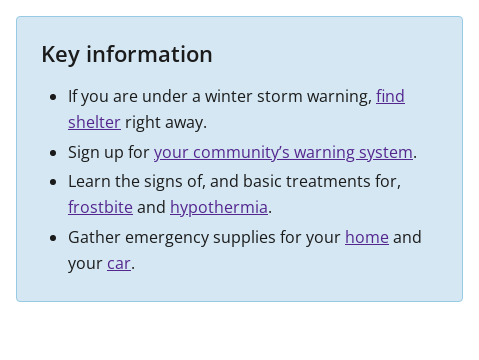 Key information
If you are under a winter storm warning, find
shelter right away.
Sign up for your community’s warning system.
Learn the signs of, and basic treatments for,
frostbite and hypothermia.
Gather emergency supplies for your home and
your car.